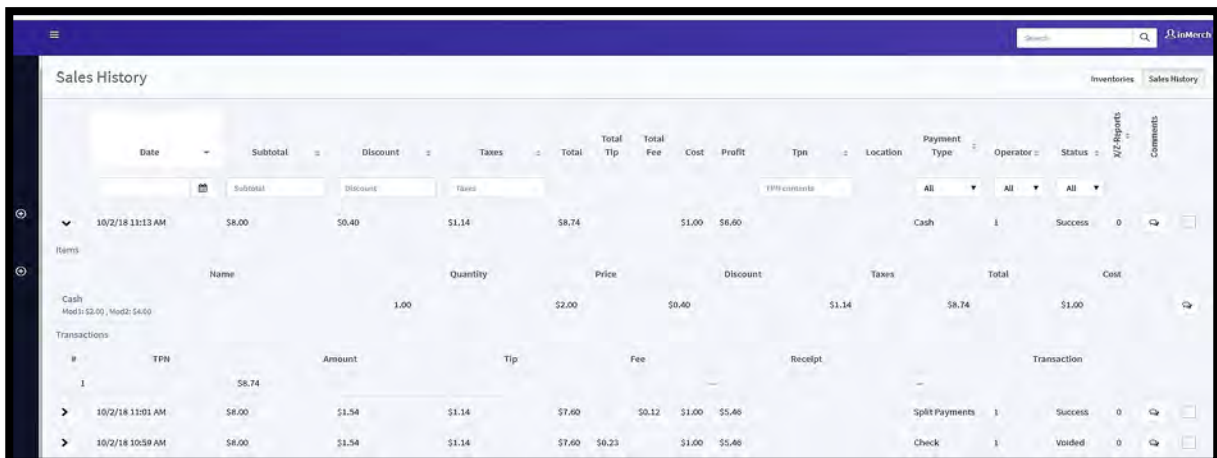 Search
inMerch
Sales History
Inventories Sales History
Date Subtotal Discount Taxes Total Total Tip Total Fee Cost Profit Tpn Location Payment Type Operator Status X/Z-Reports Comments
Subtotal Discount Taxes TPN contents All All All
10/2/18 11:13 AM $8.00 $0.40 $1.14 $8.74 $1.00 $6.60 Cash 1 Success 0
Items
Name Quantity Price Discount Taxes Total Cost
Cash 1.00 $2.00 $0.40 $1.14 $8.74 $1.00
Mod1: $2.00 , Mod2: $4.00
Transactions
# TPN Amount Tip Fee Receipt Transaction
1 $8.74 — —
10/2/18 11:01 AM $8.00 $1.54 $1.14 $7.60 $0.12 $1.00 $5.46 Split Payments 1 Success 0
10/2/18 10:59 AM $8.00 $1.54 $1.14 $7.60 $0.23 $1.00 $5.46 Check 1 Voided 0